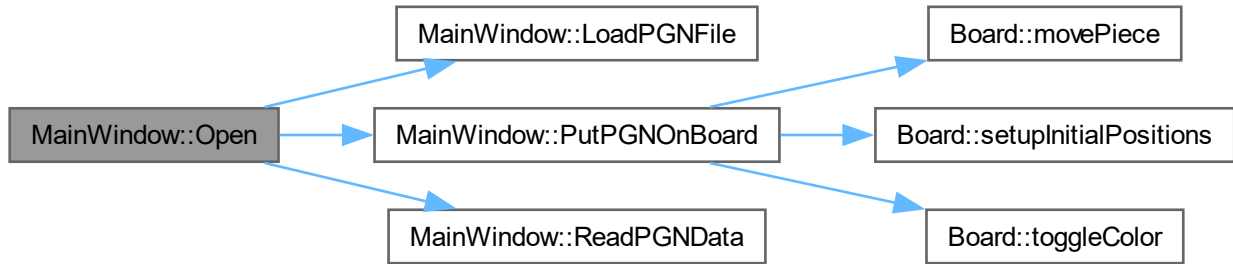 MainWindow::Open
MainWindow::LoadPGNFile
MainWindow::PutPGNOnBoard
MainWindow::ReadPGNData
Board::movePiece
Board::setupInitialPositions
Board::toggleColor